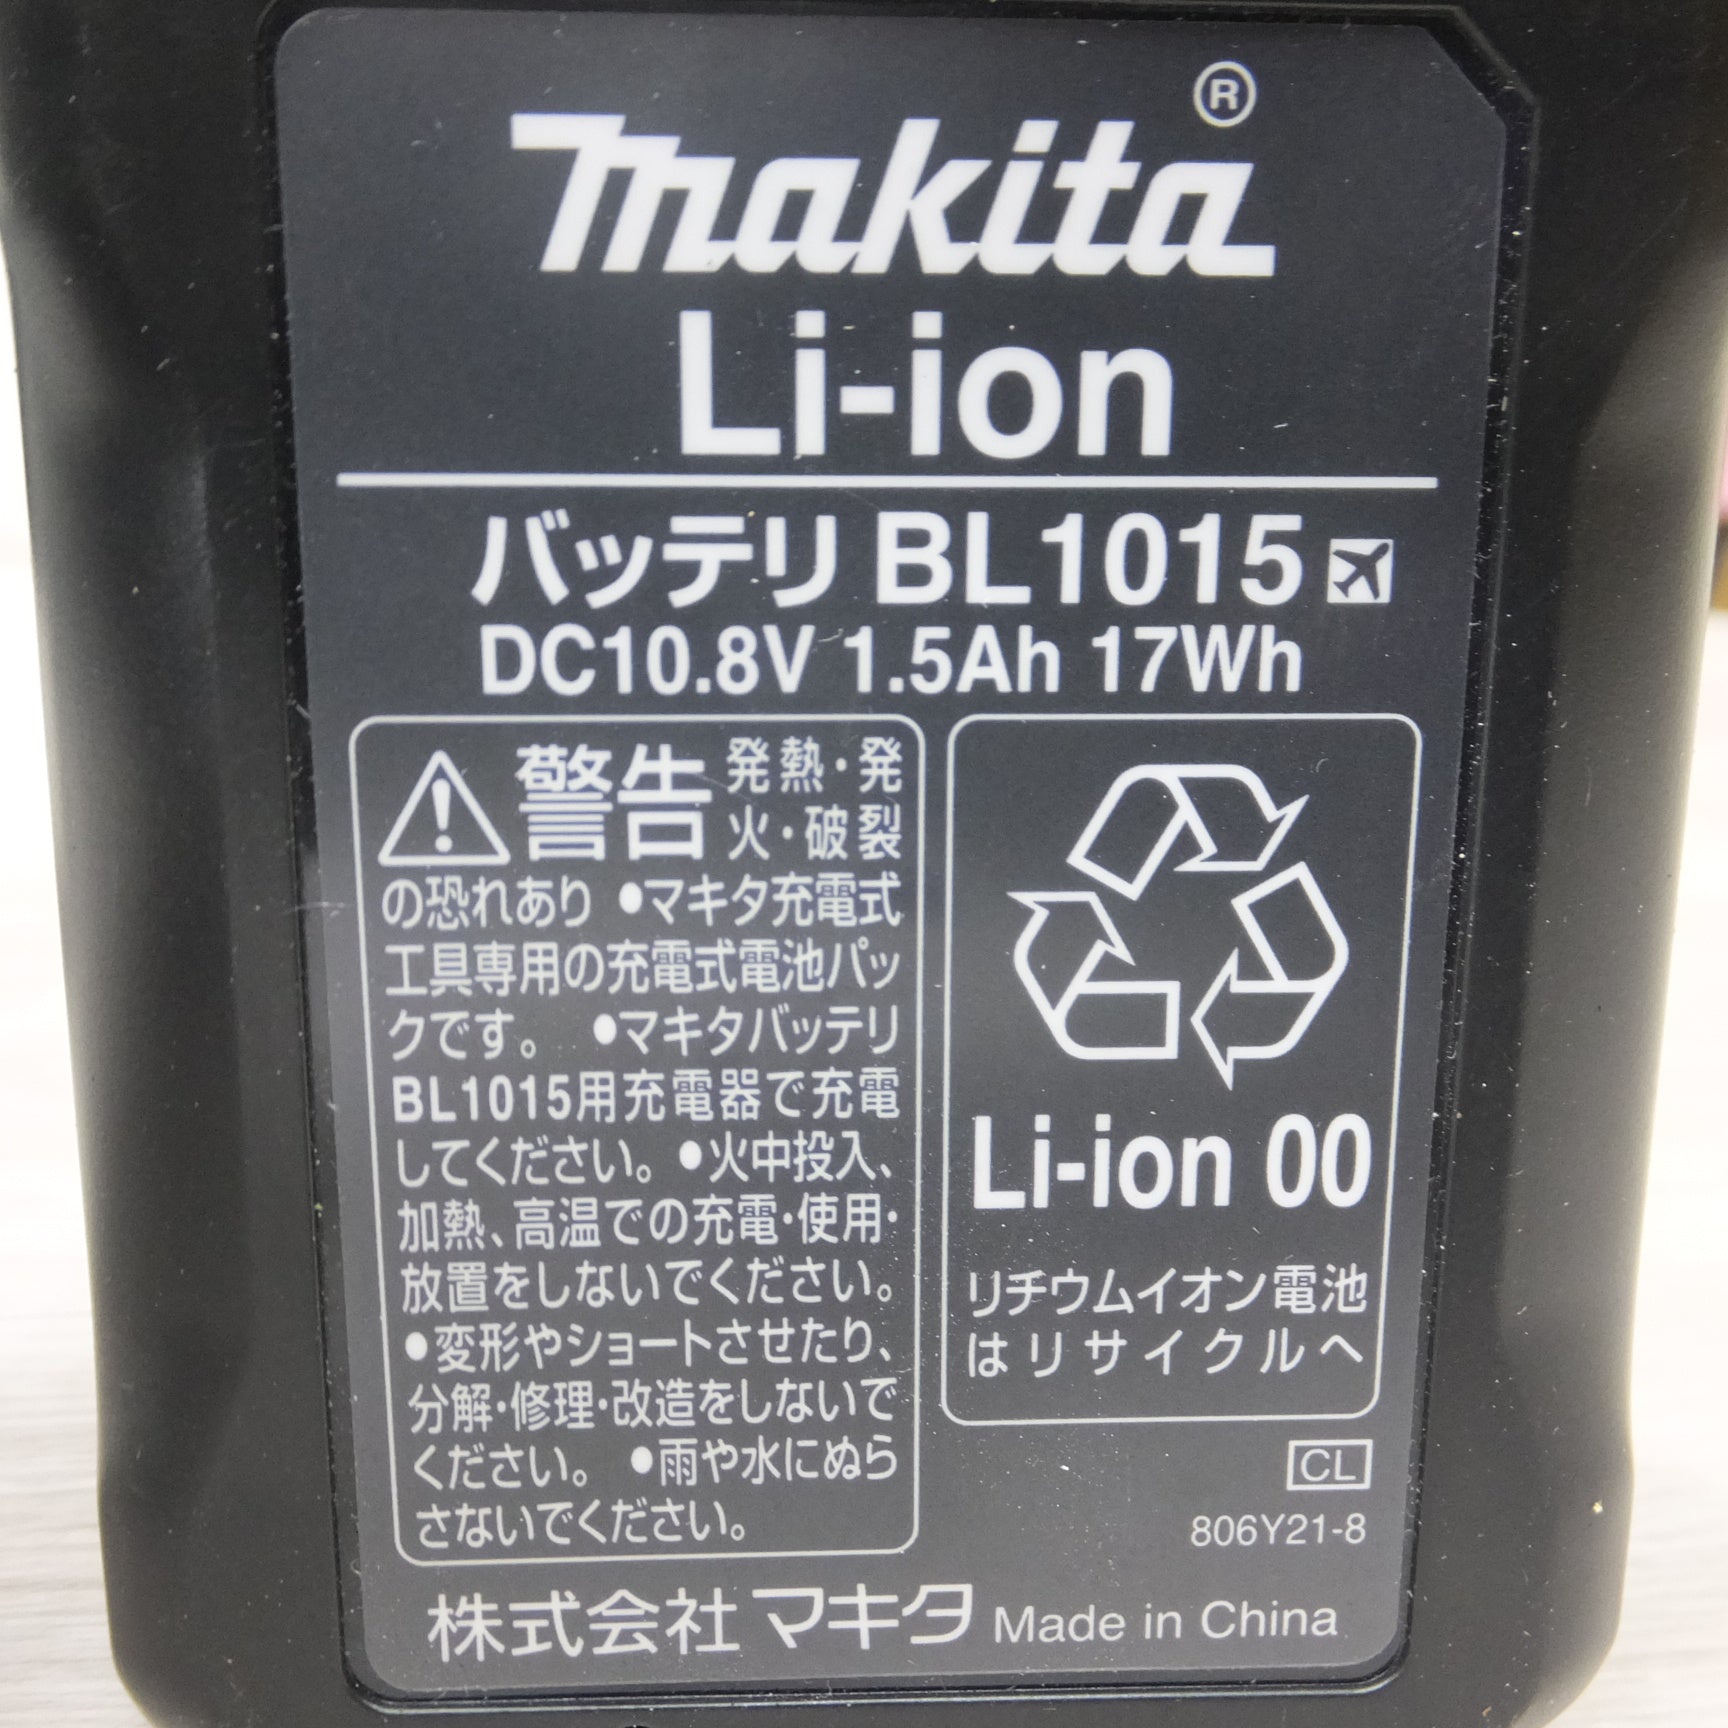 makita®
Li-ion
バッテリ BL1015
DC10.8V 1.5Ah 17Wh
警告 発熱・発
火・破裂
の恐れあり ●マキタ充電式
工具専用の充電式電池パッ
クです。 ●マキタバッテリ
BL1015用充電器で充電
してください。●火中投入、
加熱、高温での充電・使用・
放置をしないでください。
●変形やショートさせたり、
分解・修理・改造をしないで
ください。 ●雨や水にぬら
さないでください。
Li-ion 00
リチウムイオン電池
はリサイクルへ
CL
806Y21-8
株式会社マキタ Made in China